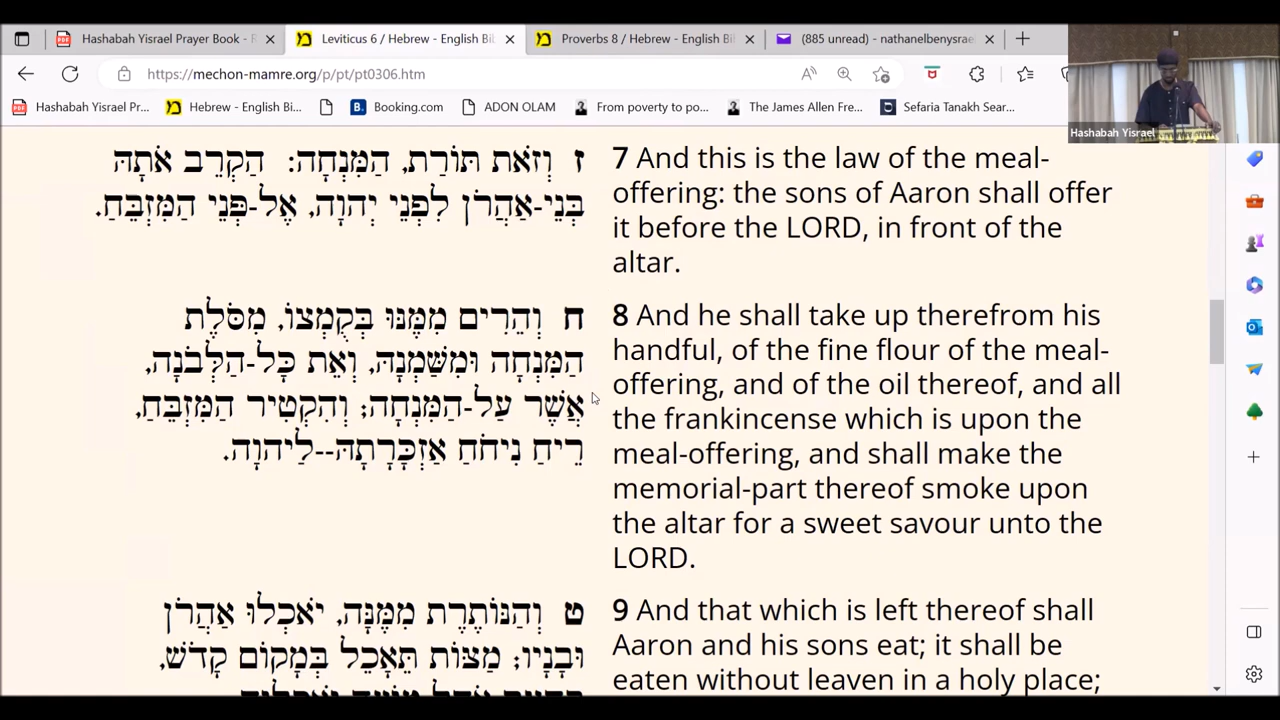 Hashabah Yisrael Prayer Book - R
Leviticus 6 / Hebrew - English Bi
Proverbs 8 / Hebrew - English Bi
(885 unread) - nathanelbenysrae
https://mechon-mamre.org/p/pt/pt0306.htm
Hashabah Yisrael Pr...
Hebrew - English Bi...
Booking.com
ADON OLAM
From poverty to po...
The James Allen Fre...
Sefaria Tanakh Sear...
Hashabah Yisrael
ז וְזֹאת תּוֹרַת, הַמִּנְחָה: הַקְרֵב אֹתָהּ
בְּנֵי-אַהֲרֹן לִפְנֵי יְהוָה, אֶל-פְּנֵי הַמִּזְבֵּחַ.
7 And this is the law of the meal-
offering: the sons of Aaron shall offer
it before the LORD, in front of the
altar.
ח וְהֵרִים מִמֶּנּוּ בְּקֻמְצוֹ, מִסֹּלֶת
הַמִּנְחָה וּמִשַּׁמְנָהּ, וְאֵת כָּל-הַלְּבֹנָה,
אֲשֶׁר עַל-הַמִּנְחָה; וְהִקְטִיר הַמִּזְבֵּחַ,
רֵיחַ נִיחֹחַ אַזְכָּרָתָהּ--לַיהוָה.
8 And he shall take up therefrom his
handful, of the fine flour of the meal-
offering, and of the oil thereof, and all
the frankincense which is upon the
meal-offering, and shall make the
memorial-part thereof smoke upon
the altar for a sweet savour unto the
LORD.
ט וְהַנּוֹתֶרֶת מִמֶּנָּה, יֹאכְלוּ אַהֲרֹן
וּבָנָיו; מַצּוֹת תֵּאָכֵל בְּמָקוֹם קָדֹשׁ,
9 And that which is left thereof shall
Aaron and his sons eat; it shall be
eaten without leaven in a holy place;